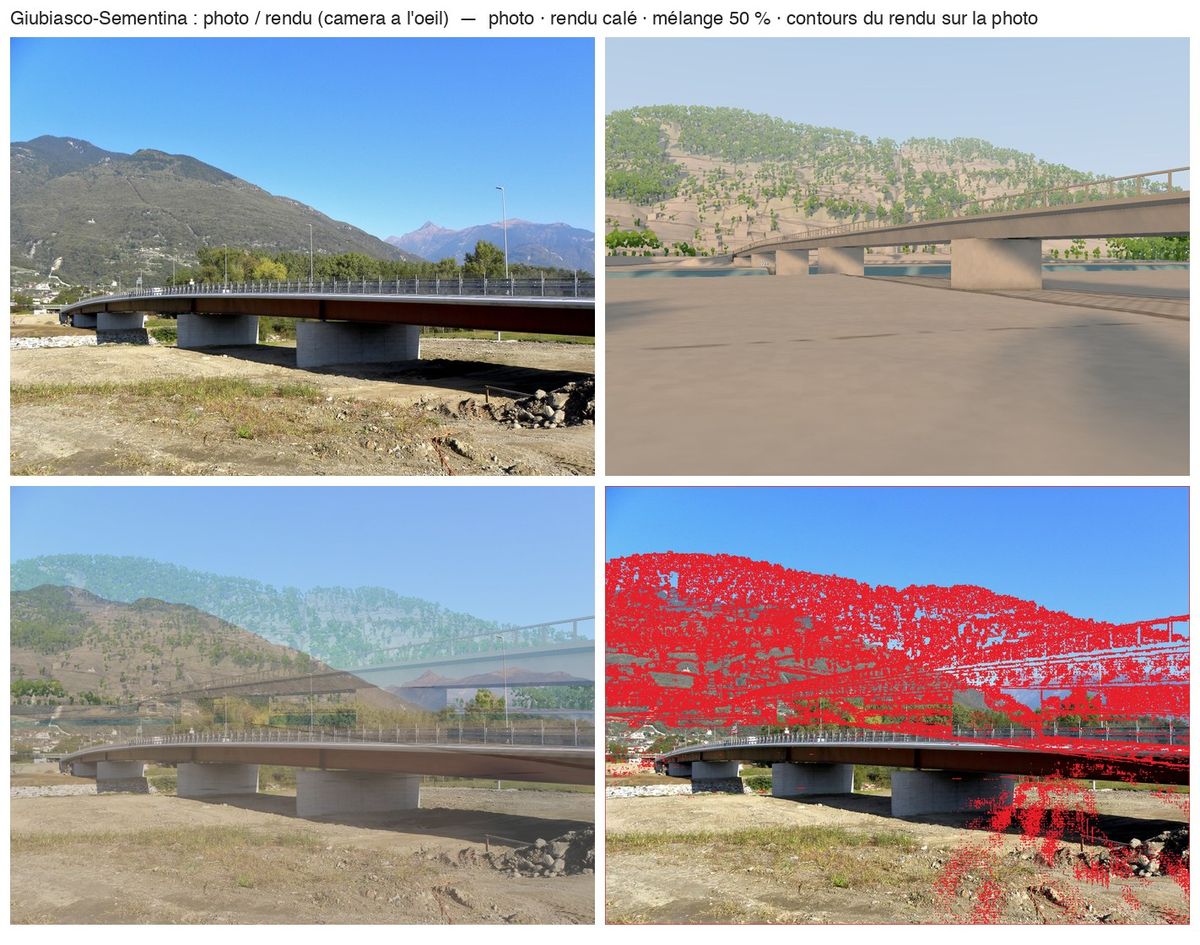 Giubiasco-Sementina : photo / rendu (camera a l'oeil)  —  photo · rendu calé · mélange 50 % · contours du rendu sur la photo